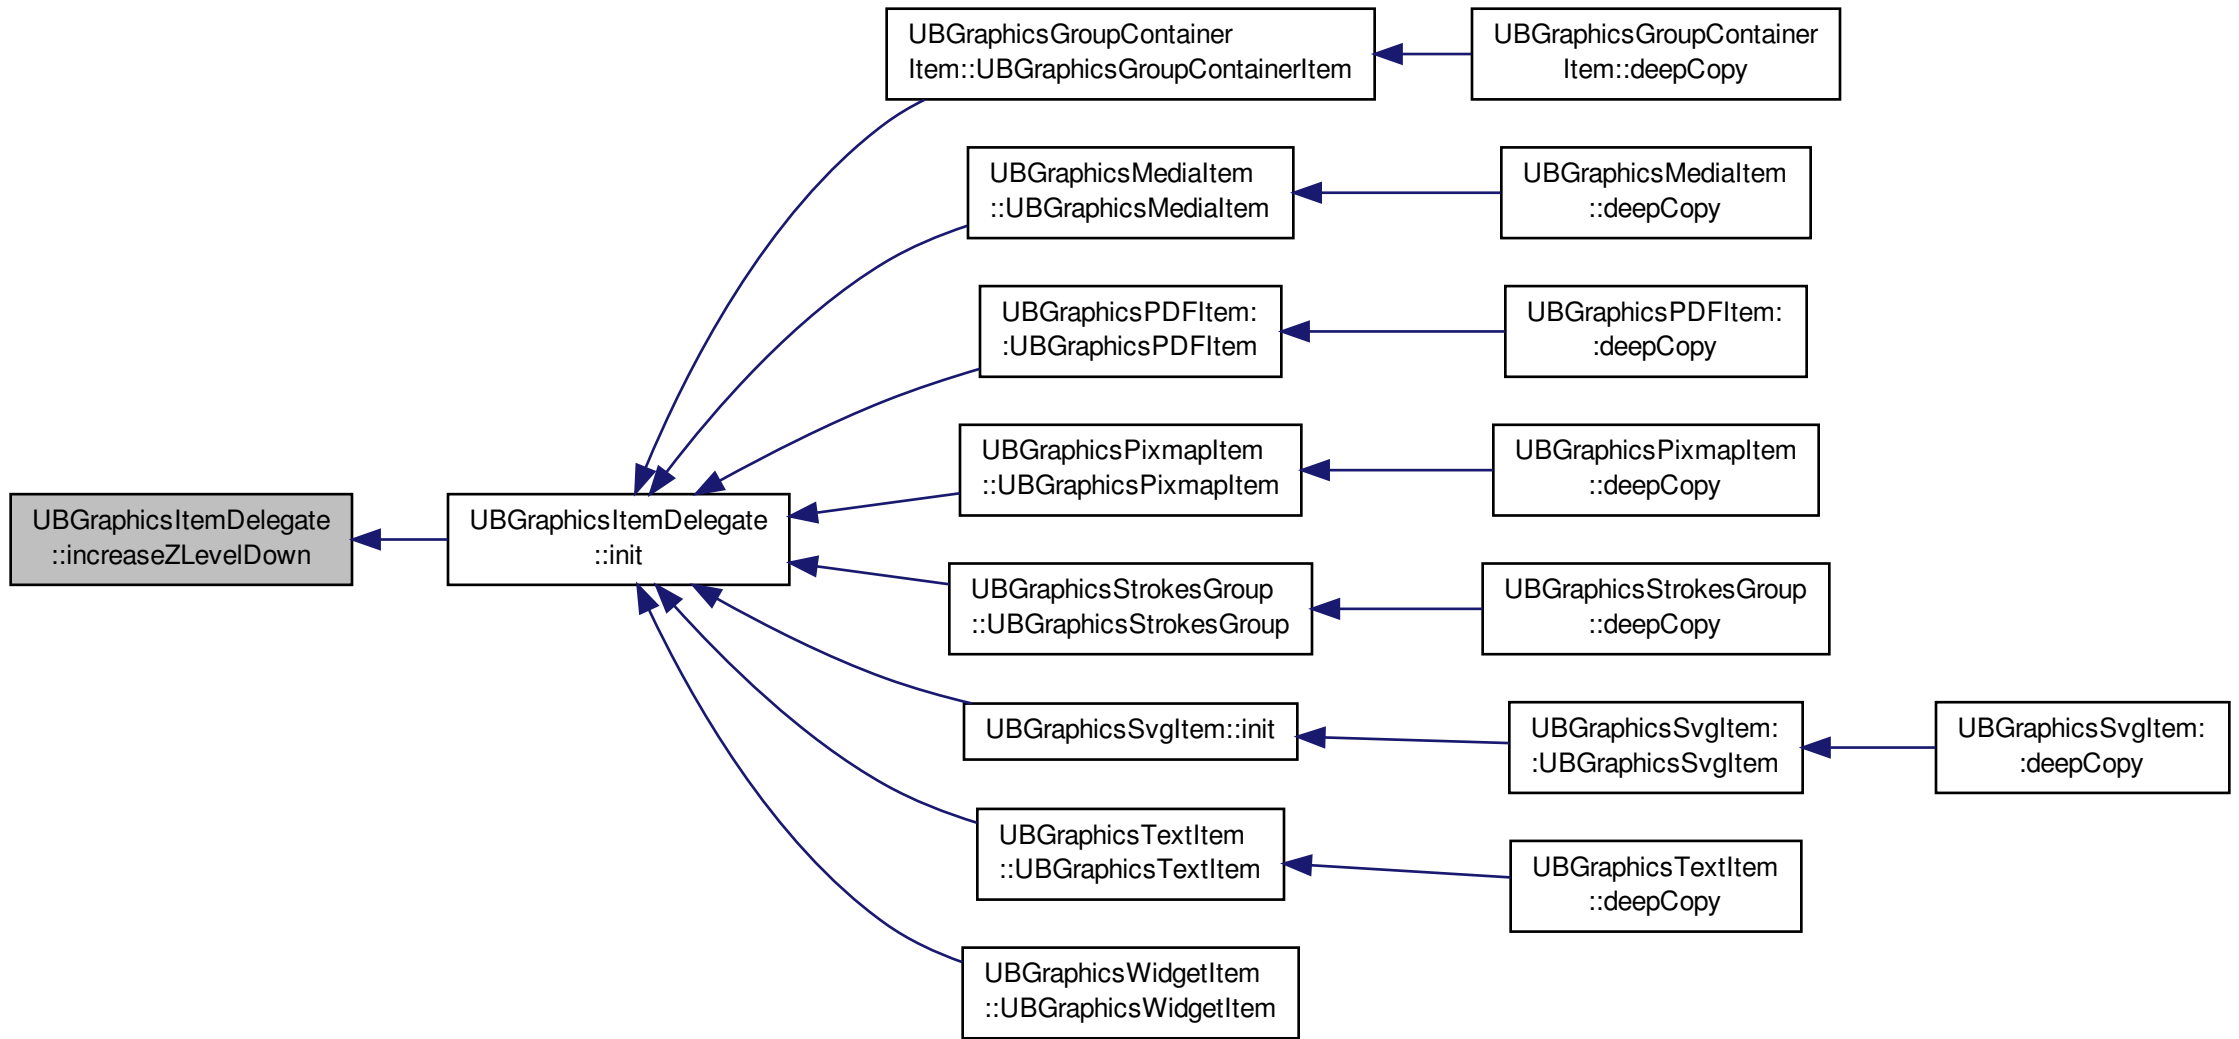 UBGraphicsItemDelegate
::increaseZLevelDown
UBGraphicsItemDelegate
::init
UBGraphicsGroupContainer
Item::UBGraphicsGroupContainerItem
UBGraphicsGroupContainer
Item::deepCopy
UBGraphicsMediaItem
::UBGraphicsMediaItem
UBGraphicsMediaItem
::deepCopy
UBGraphicsPDFItem:
:UBGraphicsPDFItem
UBGraphicsPDFItem:
:deepCopy
UBGraphicsPixmapItem
::UBGraphicsPixmapItem
UBGraphicsPixmapItem
::deepCopy
UBGraphicsStrokesGroup
::UBGraphicsStrokesGroup
UBGraphicsStrokesGroup
::deepCopy
UBGraphicsSvgItem::init
UBGraphicsSvgItem:
:UBGraphicsSvgItem
UBGraphicsSvgItem:
:deepCopy
UBGraphicsTextItem
::UBGraphicsTextItem
UBGraphicsTextItem
::deepCopy
UBGraphicsWidgetItem
::UBGraphicsWidgetItem